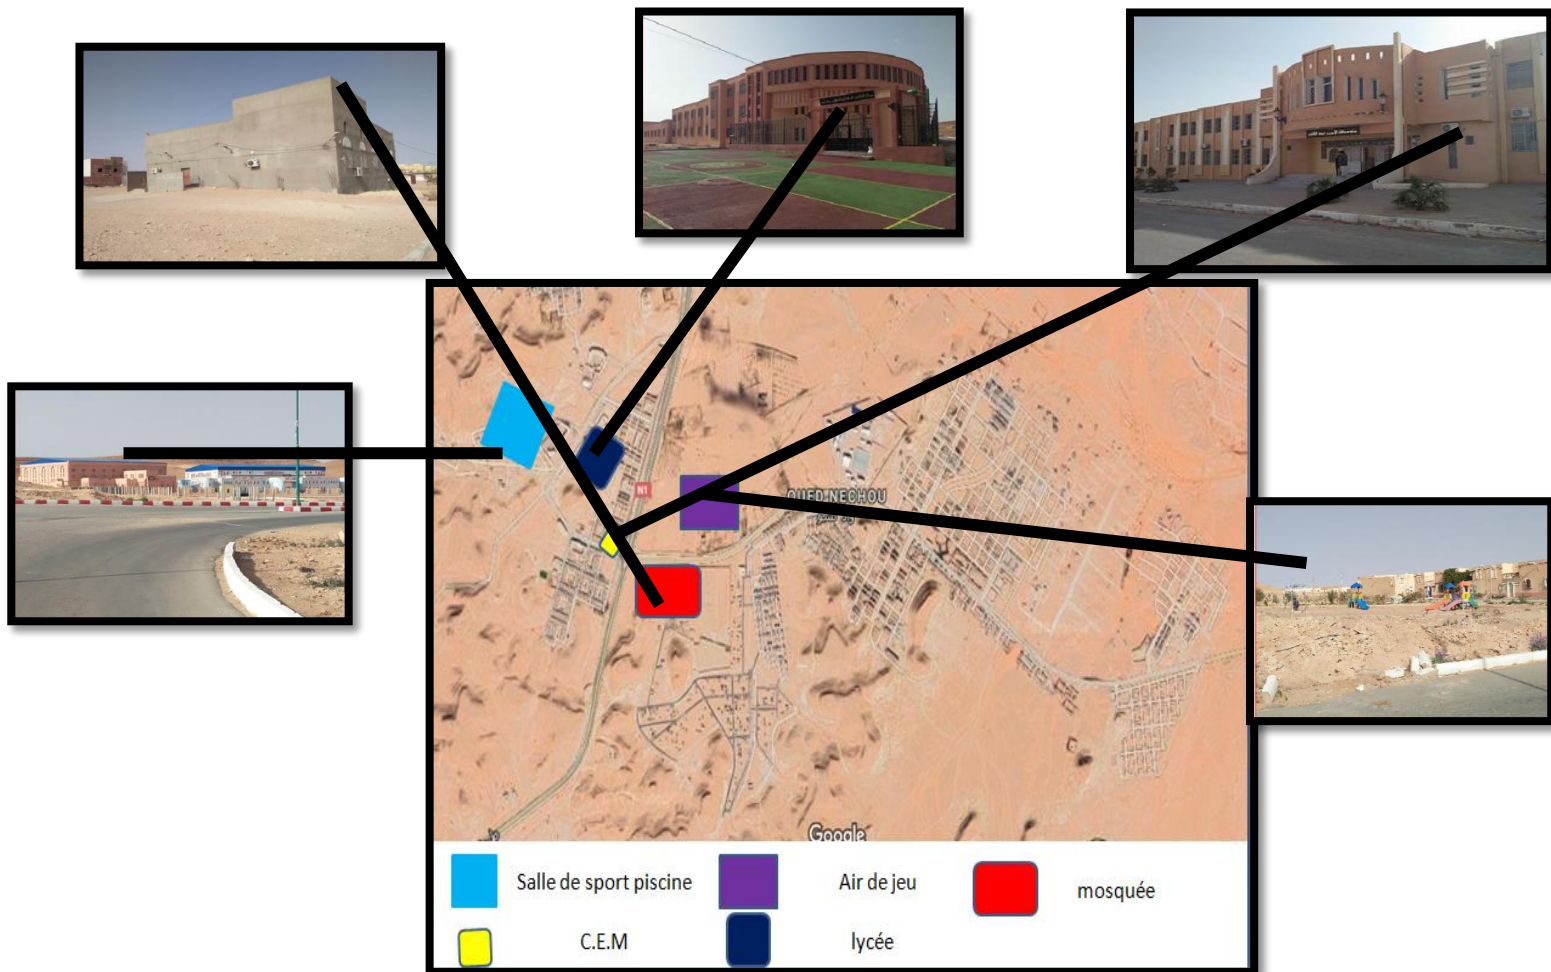 N1
OUED NECHOU
Google
Salle de sport piscine
Air de jeu
mosquée
C.E.M
lycée